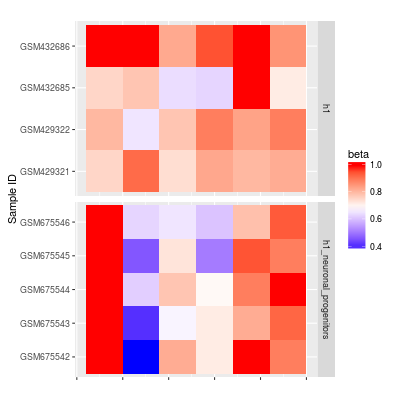 GSM432686
GSM432685
GSM429322
GSM429321
h1
GSM675546
GSM675545
GSM675544
GSM675543
GSM675542
h1_neuronal_progenitors
Sample ID
beta
1.0
0.8
0.6
0.4